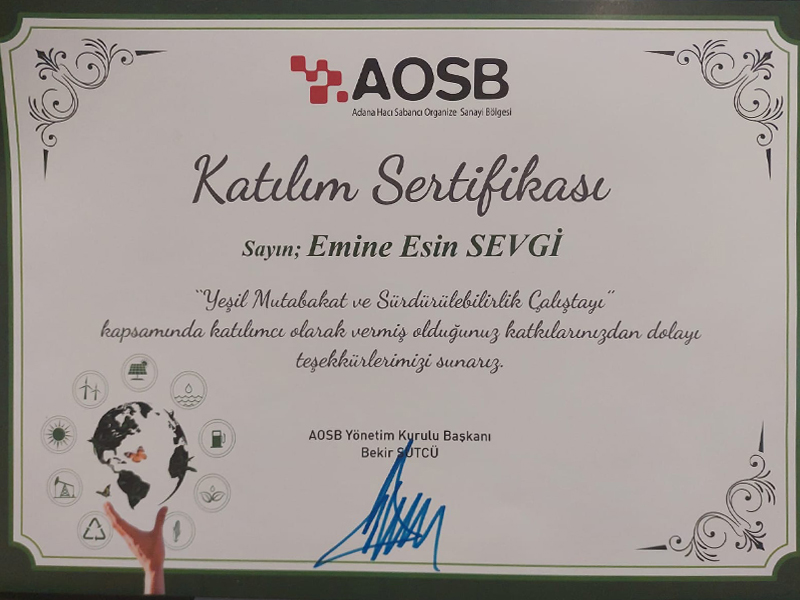 AOSB
Adana Hacı Sabancı Organize Sanayi Bölgesi
Katılım Sertifikası
Sayın; Emine Esin SEVGİ
“Yeşil Mutabakat ve Sürdürülebilirlik Çalıştayı”
kapsamında katılımcı olarak vermiş olduğunuz katkılarınızdan dolayı
teşekkürlerimizi sunarız.
AOSB Yönetim Kurulu Başkanı
Bekir SÜTCÜ